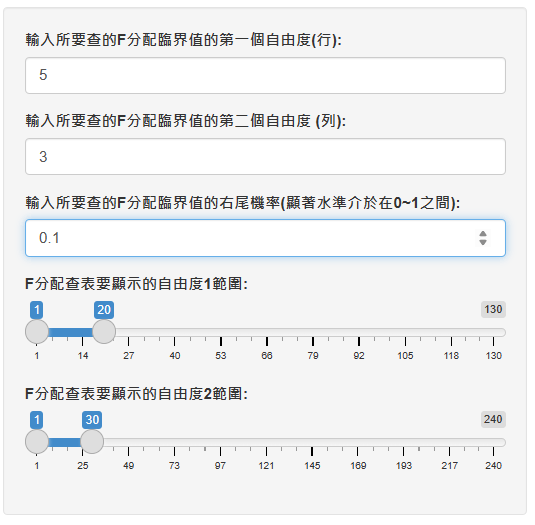 輸入所要查的F分配臨界值的第一個自由度(行):
5
輸入所要查的F分配臨界值的第二個自由度 (列):
3
輸入所要查的F分配臨界值的右尾機率(顯著水準介於在0~1之間):
0.1
F分配查表要顯示的自由度1範圍:
1 20 130
1 14 27 40 53 66 79 92 105 118 130
F分配查表要顯示的自由度2範圍:
1 30 240
1 25 49 73 97 121 145 169 193 217 240